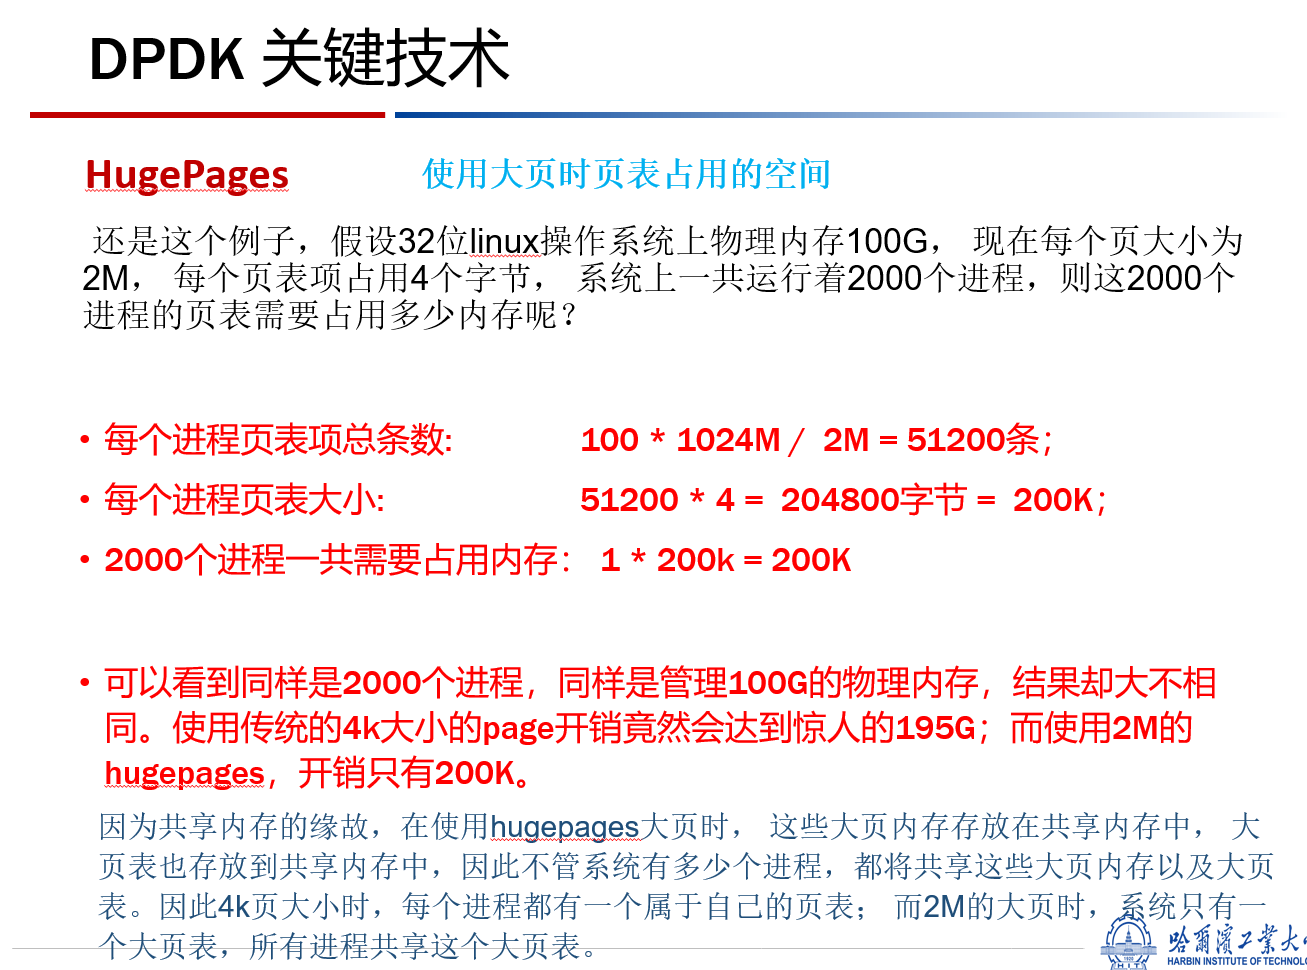 DPDK 关键技术
HugePages 使用大页时页表占用的空间
还是这个例子，假设32位linux操作系统上物理内存100G， 现在每个页大小为
2M， 每个页表项占用4个字节， 系统上一共运行着2000个进程，则这2000个
进程的页表需要占用多少内存呢？
• 每个进程页表项总条数: 100 * 1024M / 2M = 51200条；
• 每个进程页表大小: 51200 * 4 = 204800字节 = 200K；
• 2000个进程一共需要占用内存： 1 * 200k = 200K
• 可以看到同样是2000个进程，同样是管理100G的物理内存，结果却大不相
同。使用传统的4k大小的page开销竟然会达到惊人的195G；而使用2M的
hugepages，开销只有200K。
因为共享内存的缘故，在使用hugepages大页时， 这些大页内存存放在共享内存中， 大
页表也存放到共享内存中，因此不管系统有多少个进程，都将共享这些大页内存以及大页
表。因此4k页大小时，每个进程都有一个属于自己的页表； 而2M的大页时，系统只有一
个大页表，所有进程共享这个大页表。
哈爾濱工業大
HARBIN INSTITUTE OF TECHNOLO